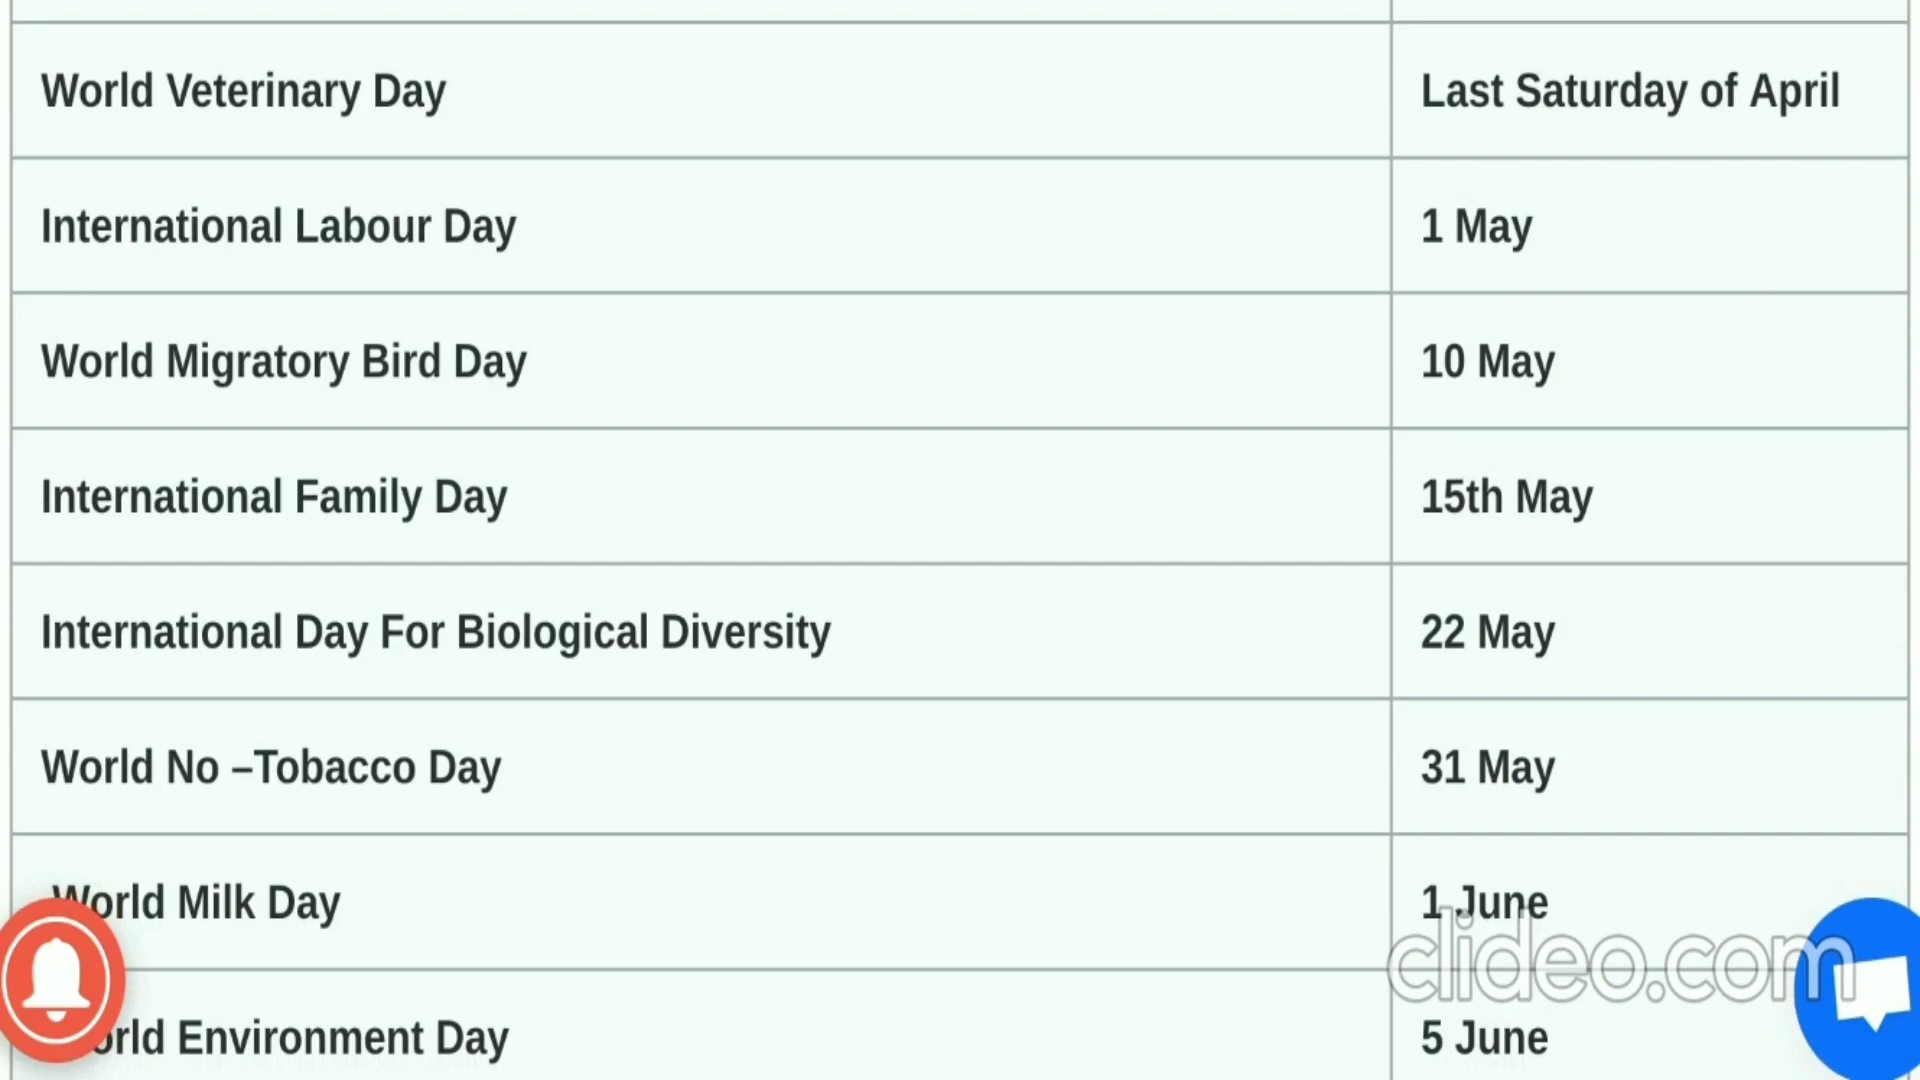 World Veterinary Day Last Saturday of April
International Labour Day 1 May
World Migratory Bird Day 10 May
International Family Day 15th May
International Day For Biological Diversity 22 May
World No –Tobacco Day 31 May
World Milk Day 1 June
clideo.com
World Environment Day 5 June